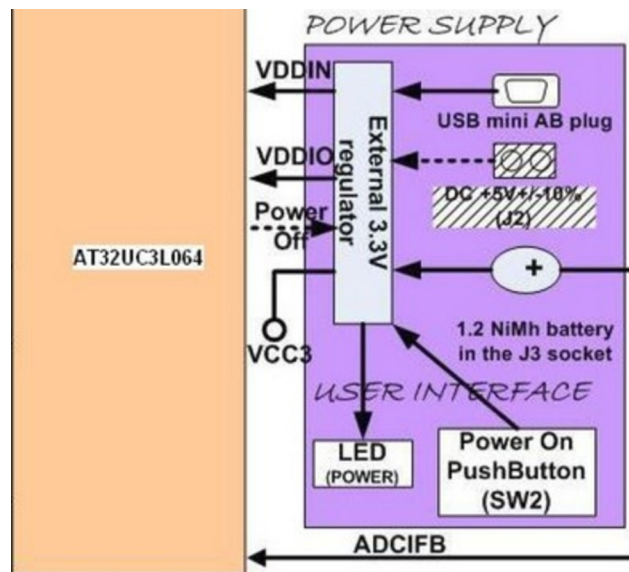 POWER SUPPLY
VDDIN
USB mini AB plug
External 3.3V
regulator
VDDIO
DC +5V+/-10%
(J2)
Power
Off
AT32UC3L064
+
VCC3
1.2 NiMh battery
in the J3 socket
USER INTERFACE
LED
(POWER)
Power On
PushButton
(SW2)
ADCIFB